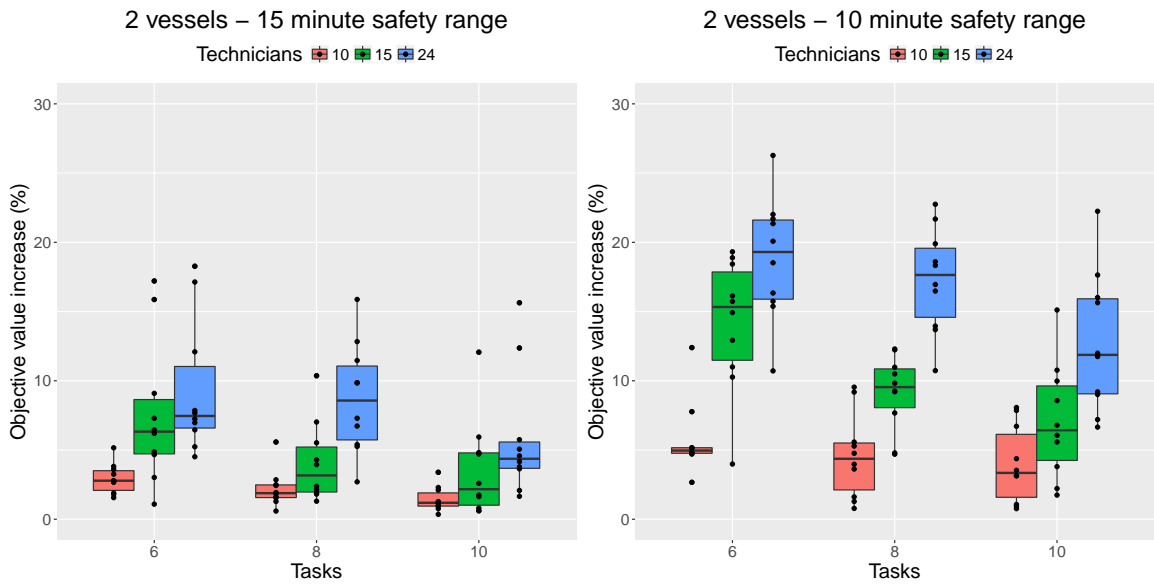 2 vessels – 15 minute safety range
Technicians 10 15 24
30
20
10
0
Objective value increase (%)
6 8 10
Tasks
2 vessels – 10 minute safety range
Technicians 10 15 24
30
20
10
0
Objective value increase (%)
6 8 10
Tasks